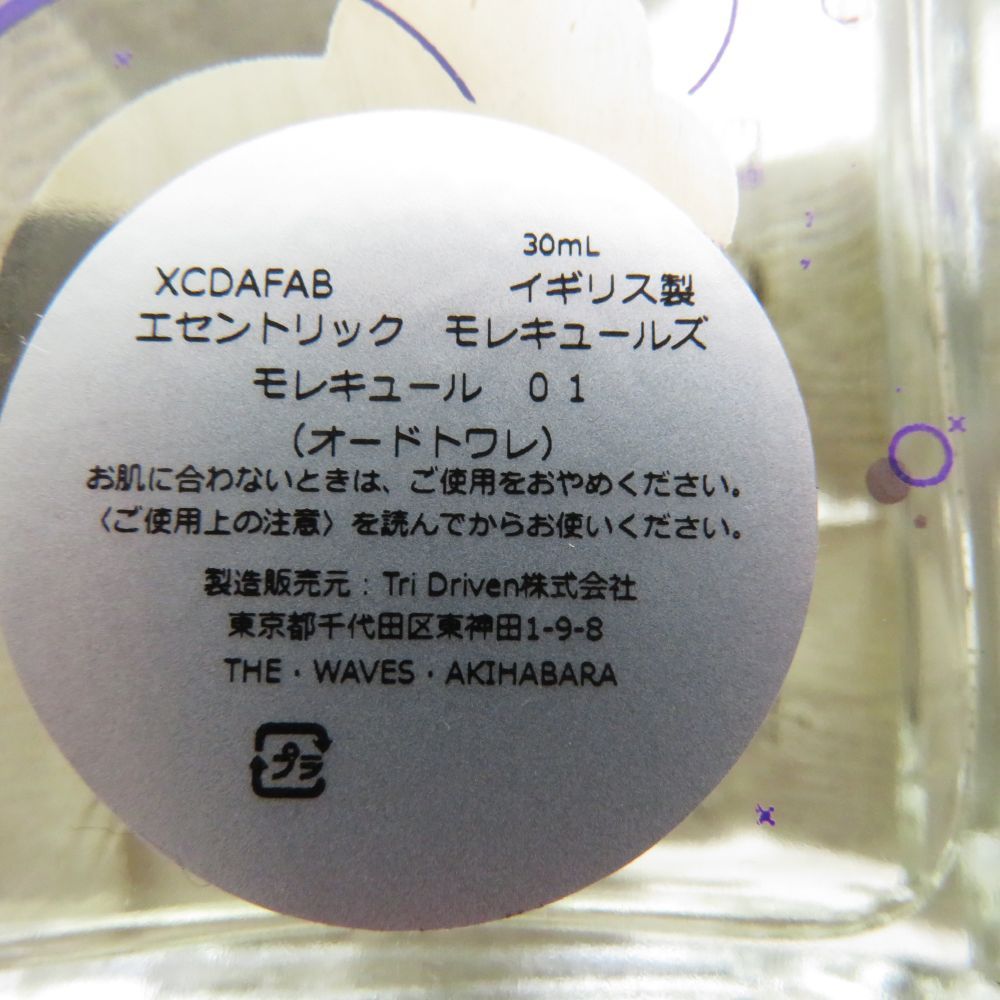 30mL
XCDAFAB イギリス製
エセントリック モレキュールズ
モレキュール 01
(オードトワレ)
お肌に合わないときは、ご使用をおやめください。
〈ご使用上の注意〉を読んでからお使いください。
製造販売元:Tri Driven株式会社
東京都千代田区東神田1-9-8
THE・WAVES・AKIHABARA
プラ